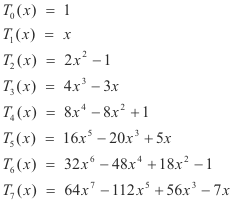 T₀(x) = 1
T₁(x) = x
T₂(x) = 2x² − 1
T₃(x) = 4x³ − 3x
T₄(x) = 8x⁴ − 8x² + 1
T₅(x) = 16x⁵ − 20x³ + 5x
T₆(x) = 32x⁶ − 48x⁴ + 18x² − 1
T₇(x) = 64x⁷ − 112x⁵ + 56x³ − 7x